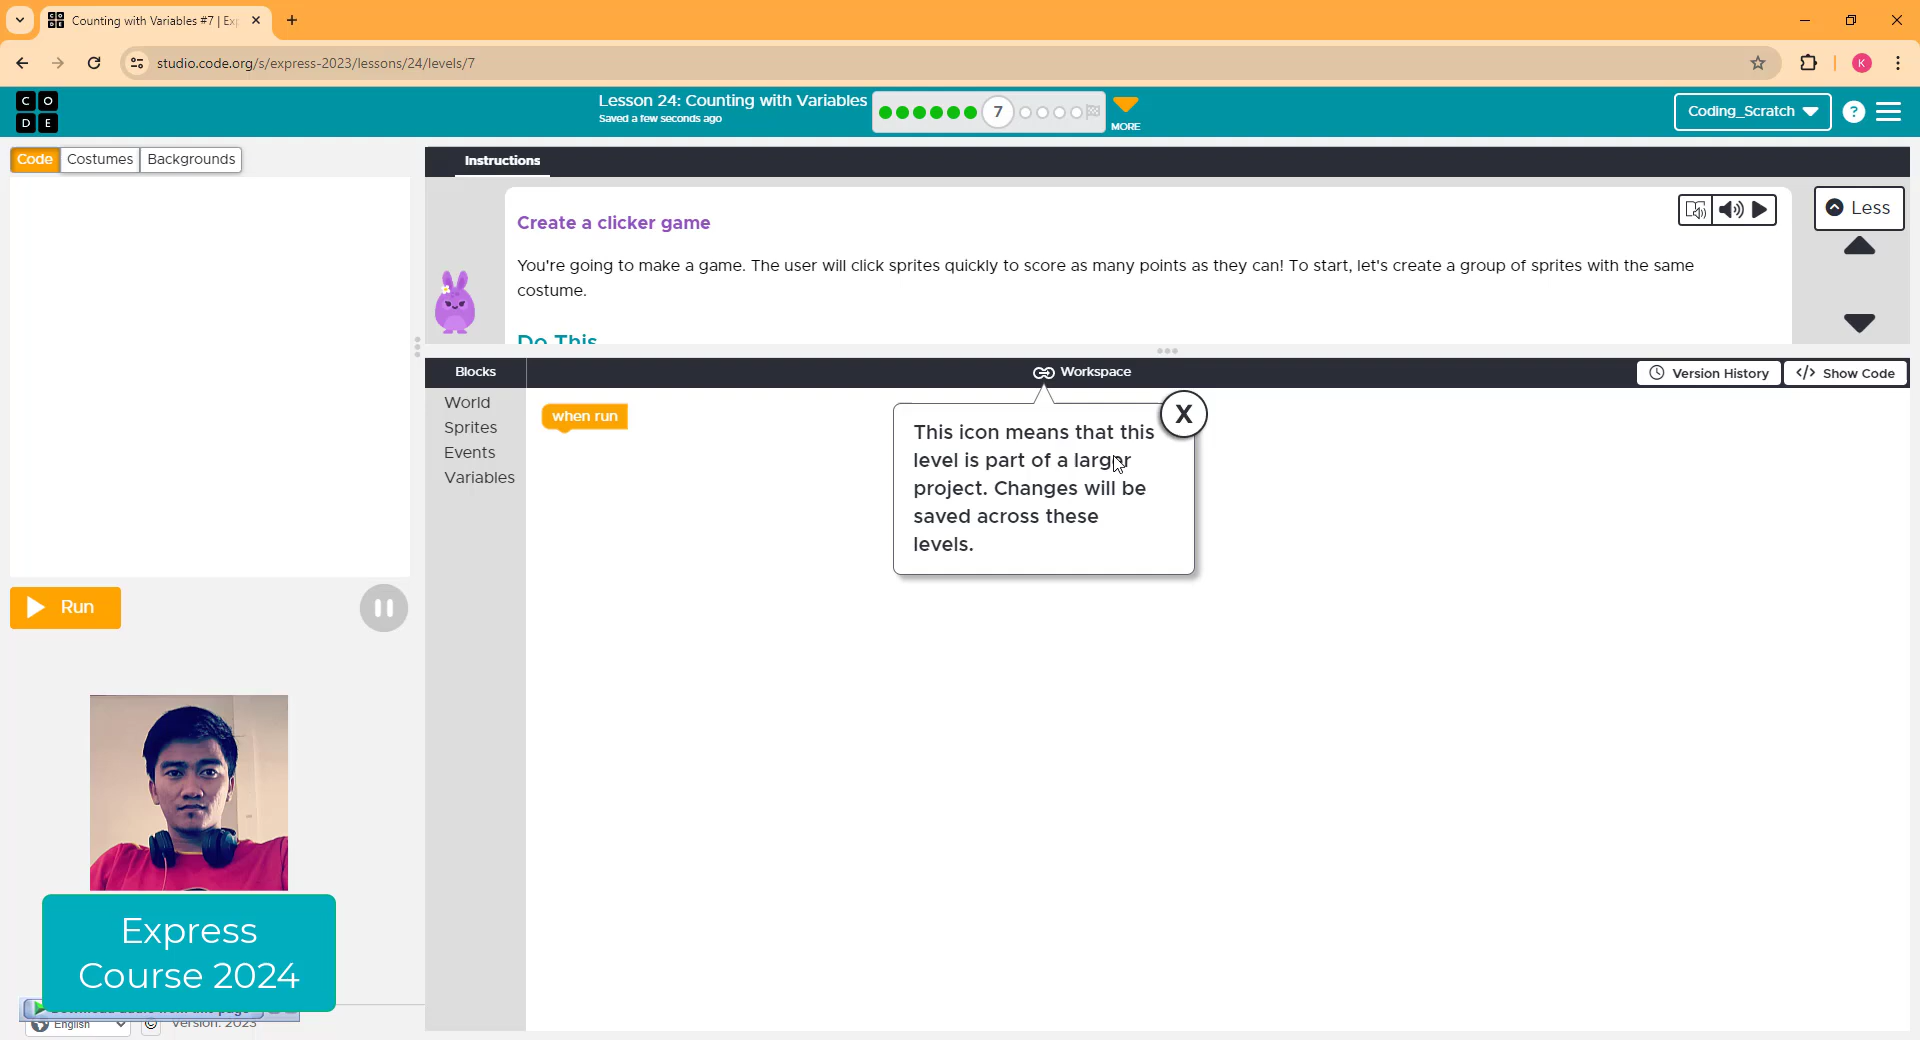 Counting with Variables #7 | Ex
studio.code.org/s/express-2023/lessons/24/levels/7
K
C O
D E
Lesson 24: Counting with Variables
Saved a few seconds ago
7
MORE
Coding_Scratch
?
Code
Costumes
Backgrounds
Instructions
Create a clicker game
You're going to make a game. The user will click sprites quickly to score as many points as they can! To start, let's create a group of sprites with the same
costume.
Do This
Less
Blocks
Workspace
Version History
</> Show Code
World
Sprites
Events
Variables
when run
X
This icon means that this
level is part of a larger
project. Changes will be
saved across these
levels.
Run
Express
Course 2024
English
©
Version: 2023